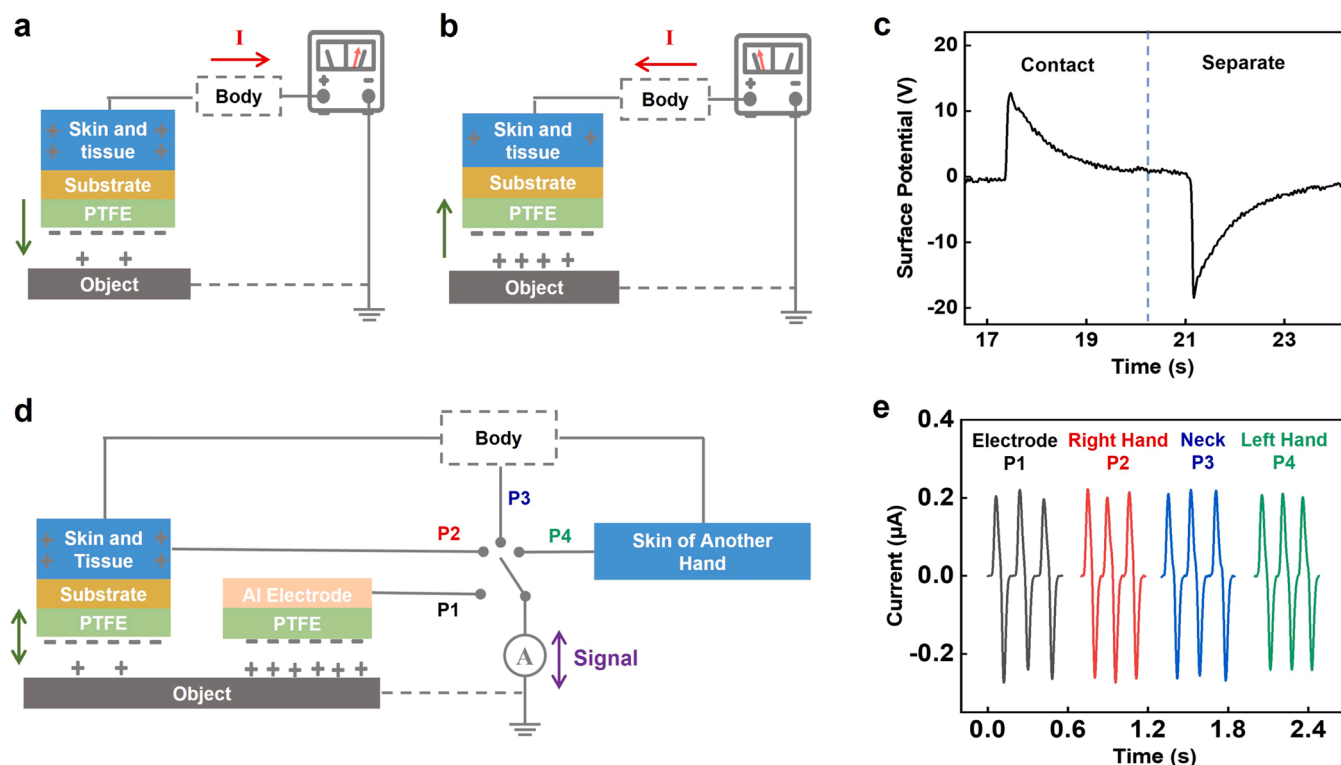 a
I
Body
+ −
Skin and
tissue
Substrate
PTFE
Object
b
I
Body
+ −
Skin and
tissue
Substrate
PTFE
Object
c
Contact
Separate
Surface Potential (V)
20
10
0
-10
-20
17
19
21
23
Time (s)
d
Body
P3
P2
P4
Skin and
Tissue
Substrate
PTFE
Al Electrode
PTFE
P1
Skin of Another
Hand
A
Signal
Object
e
Electrode
P1
Right Hand
P2
Neck
P3
Left Hand
P4
Current (µA)
0.4
0.2
0.0
-0.2
0.0
0.6
1.2
1.8
2.4
Time (s)